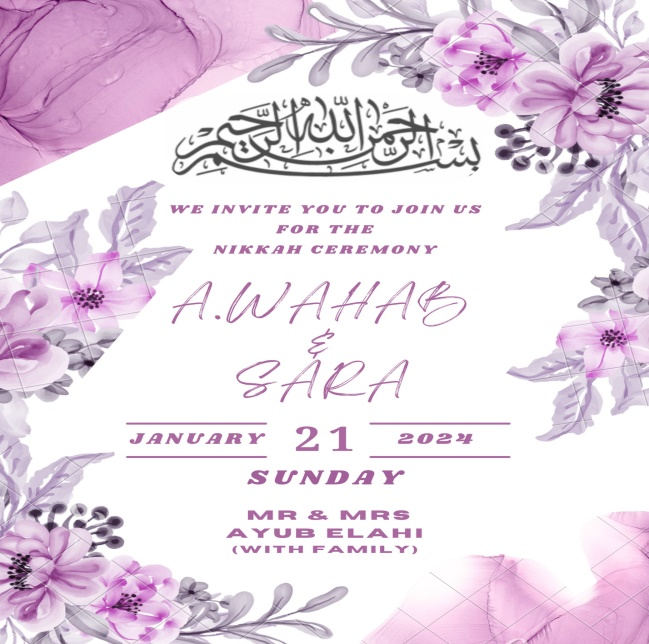 بسم الله الرحمن الرحيم
WE INVITE YOU TO JOIN US
FOR THE
NIKKAH CEREMONY
A.WAHAB
&
SARA
JANUARY 21 2024
SUNDAY
MR & MRS
AYUB ELAHI
(WITH FAMILY)